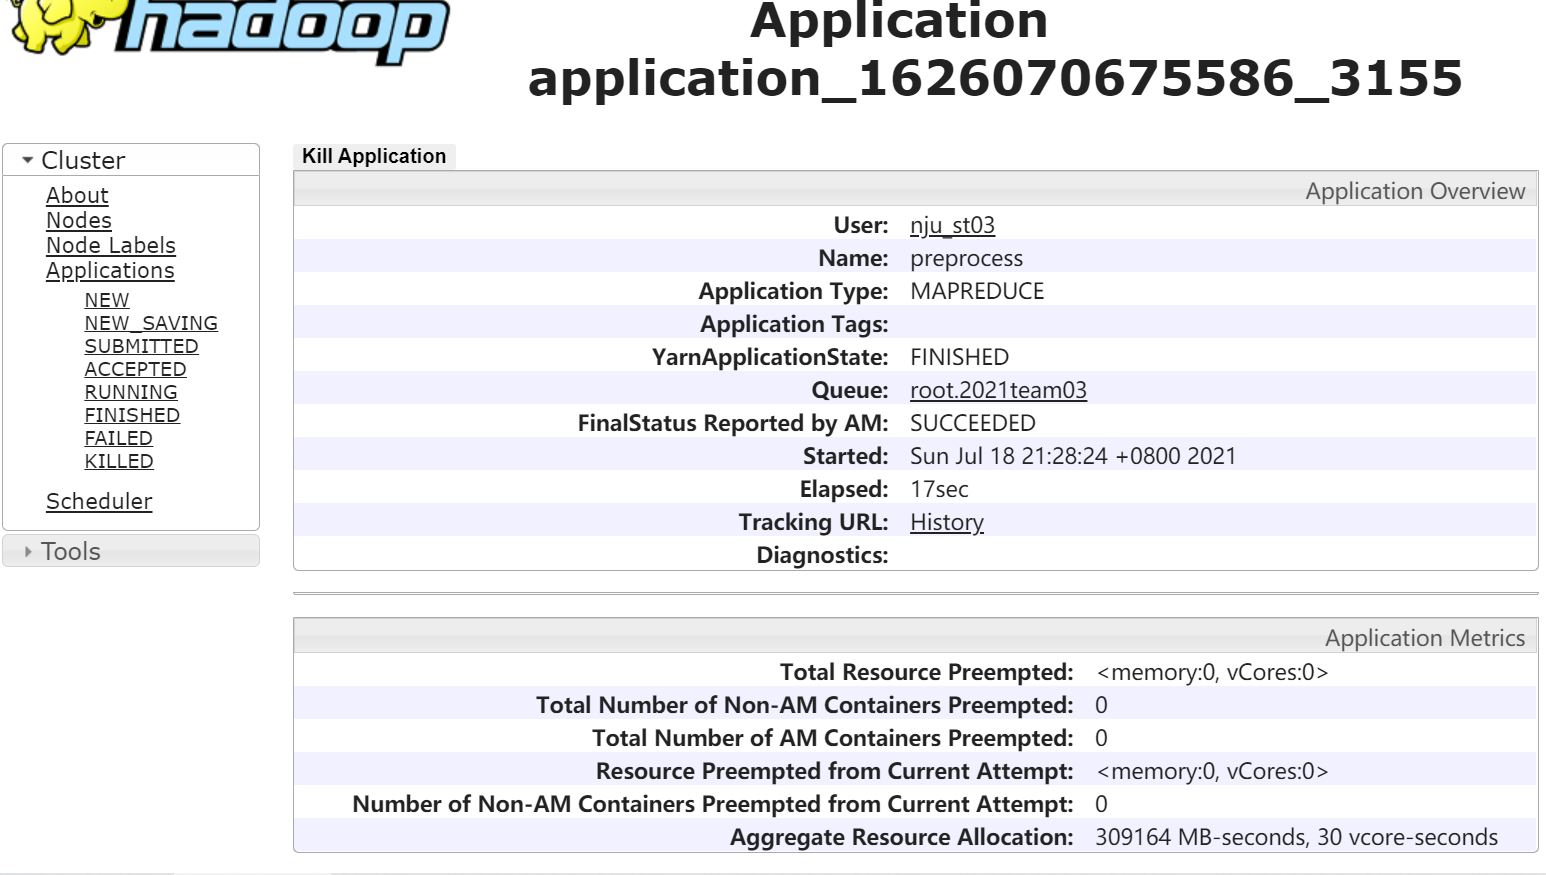 hadoop
Application
application_1626070675586_3155
Cluster
About
Nodes
Node Labels
Applications
NEW
NEW_SAVING
SUBMITTED
ACCEPTED
RUNNING
FINISHED
FAILED
KILLED
Scheduler
Tools
Kill Application
Application Overview
User: nju_st03
Name: preprocess
Application Type: MAPREDUCE
Application Tags:
YarnApplicationState: FINISHED
Queue: root.2021team03
FinalStatus Reported by AM: SUCCEEDED
Started: Sun Jul 18 21:28:24 +0800 2021
Elapsed: 17sec
Tracking URL: History
Diagnostics:
Application Metrics
Total Resource Preempted: <memory:0, vCores:0>
Total Number of Non-AM Containers Preempted: 0
Total Number of AM Containers Preempted: 0
Resource Preempted from Current Attempt: <memory:0, vCores:0>
Number of Non-AM Containers Preempted from Current Attempt: 0
Aggregate Resource Allocation: 309164 MB-seconds, 30 vcore-seconds